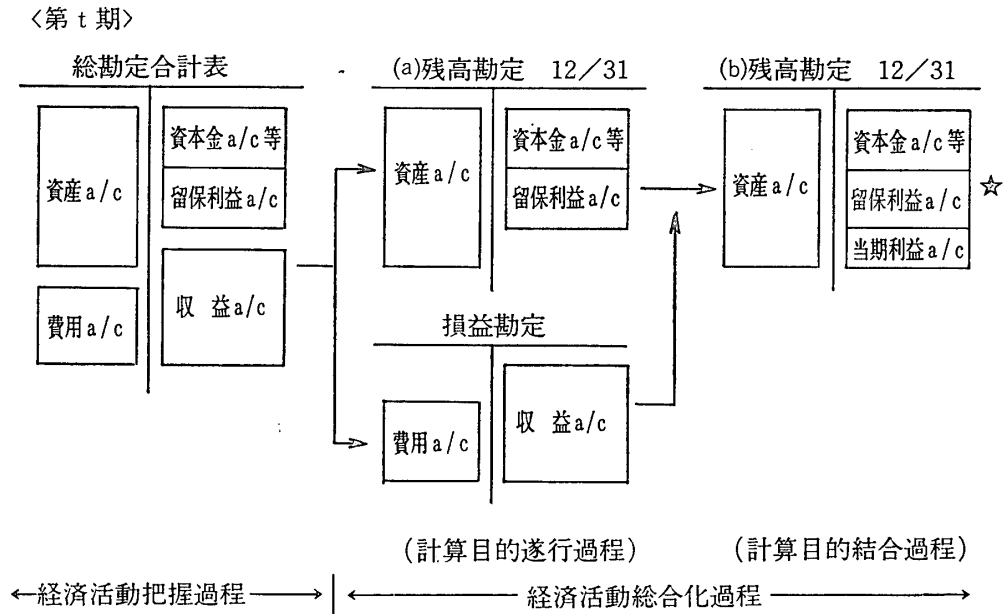 〈第 t 期〉
総勘定合計表
資産a/c
資本金a/c等
留保利益a/c
費用a/c
収 益a/c
(a)残高勘定 12/31
資産a/c
資本金a/c等
留保利益a/c
損益勘定
費用a/c
収 益a/c
(b)残高勘定 12/31
資産a/c
資本金a/c等
留保利益a/c
当期利益a/c
☆
(計算目的遂行過程)
(計算目的結合過程)
←経済活動把握過程→
←経済活動総合化過程→